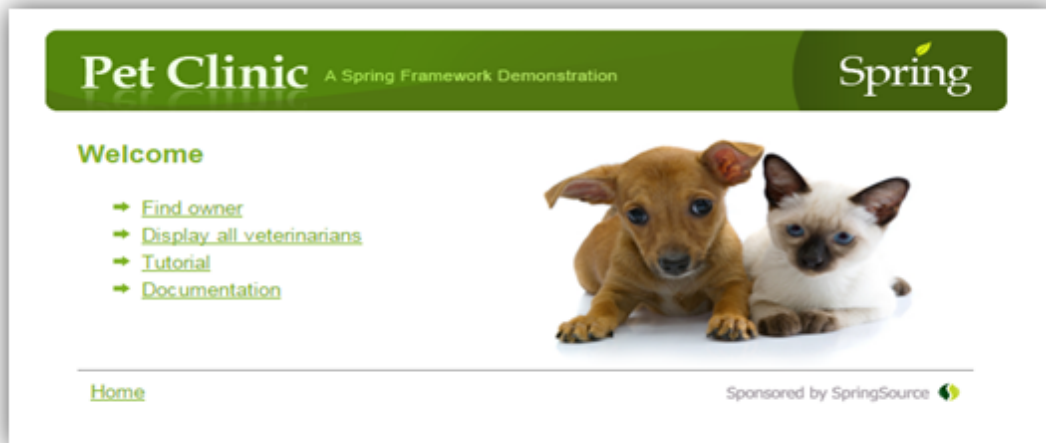 Pet Clinic A Spring Framework Demonstration Spring
Welcome
Find owner
Display all veterinarians
Tutorial
Documentation
Home Sponsored by SpringSource